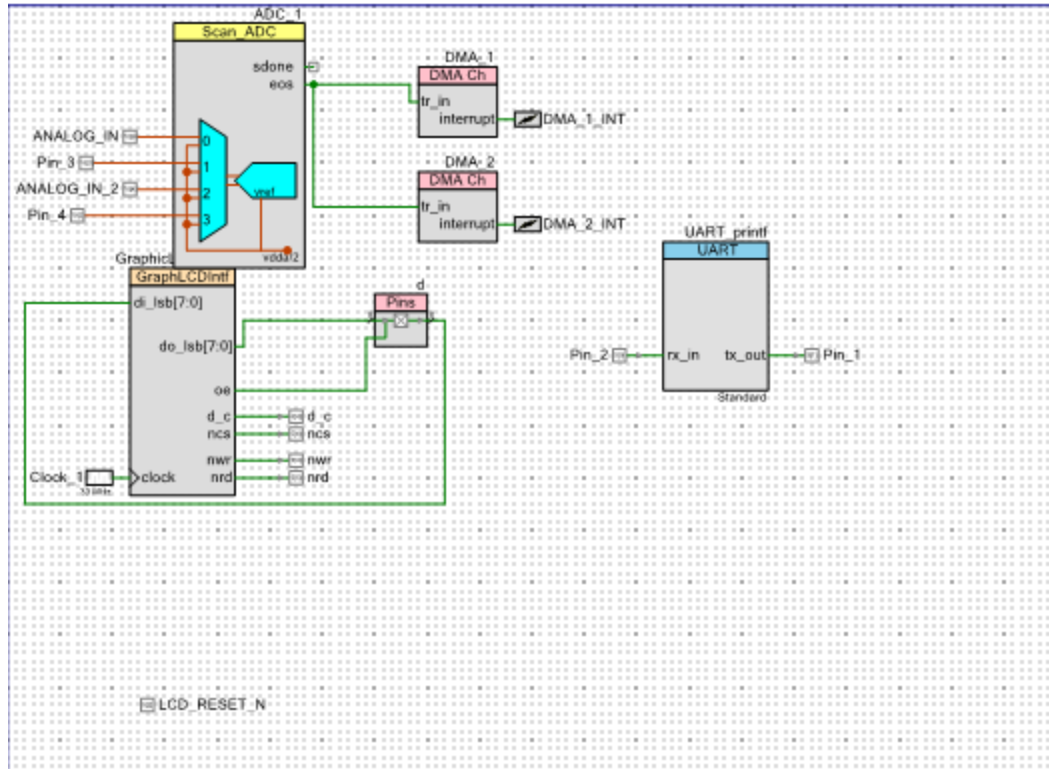 ADC_1
Scan_ADC
sdone
eos
ANALOG_IN
0
Pin_3
1
ANALOG_IN_2
2
Pin_4
3
vref
vdda/2
DMA_1
DMA Ch
tr_in
interrupt
DMA_1_INT
DMA_2
DMA Ch
tr_in
interrupt
DMA_2_INT
UART_printf
UART
Pin_2
rx_in
tx_out
Pin_1
Standard
GraphLCDIntf
di_lsb[7:0]
do_lsb[7:0]
oe
d_c
d_c
ncs
ncs
nwr
nwr
nrd
nrd
Clock_1
clock
d
Pins
LCD_RESET_N